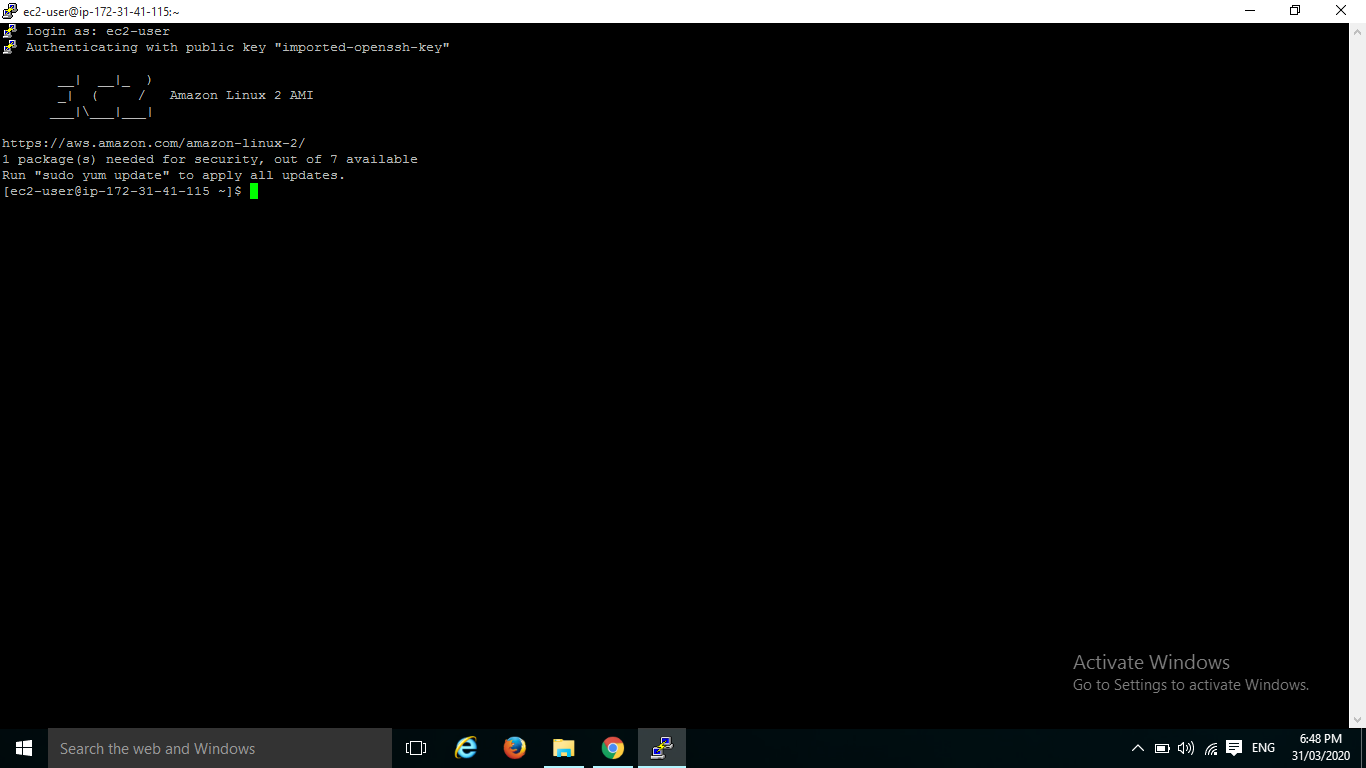 ec2-user@ip-172-31-41-115:~
login as: ec2-user
Authenticating with public key "imported-openssh-key"
       __|  __|_  )
       _|  (     /   Amazon Linux 2 AMI
      ___|\___|___|
https://aws.amazon.com/amazon-linux-2/
1 package(s) needed for security, out of 7 available
Run "sudo yum update" to apply all updates.
[ec2-user@ip-172-31-41-115 ~]$
Activate Windows
Go to Settings to activate Windows.
Search the web and Windows
ENG
6:48 PM
31/03/2020